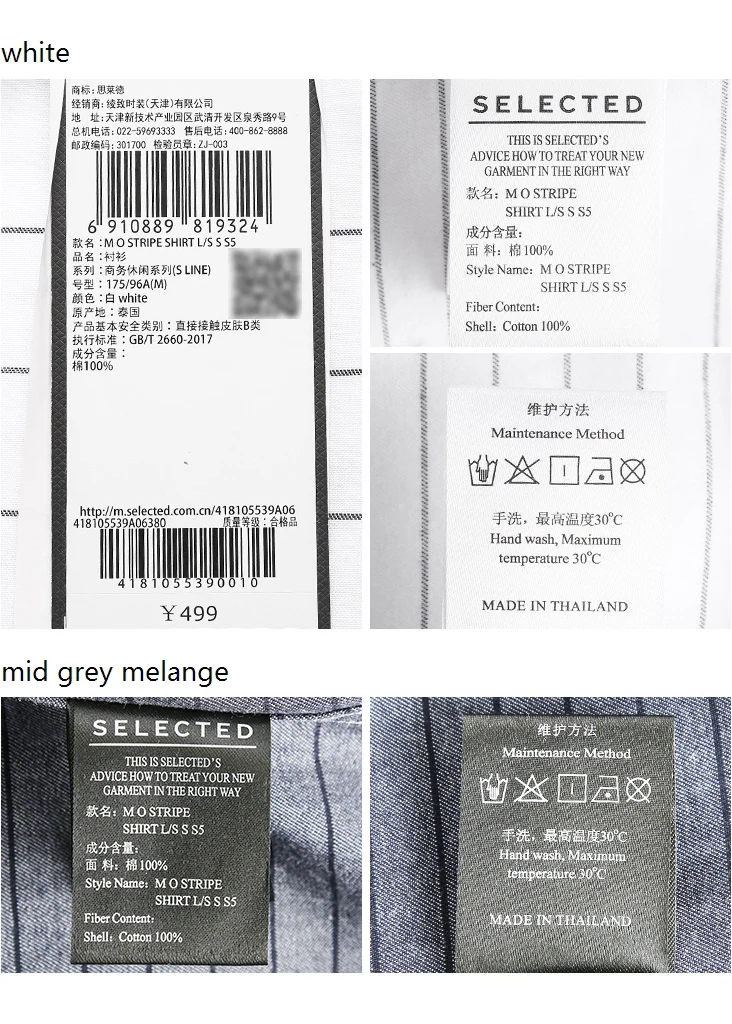 white
商标：思莱德
经销商：绫致时装(天津)有限公司
地 址：天津新技术产业园区武清开发区泉秀路9号
总机电话：022-59693333 售后电话：400-862-8888
邮政编码：301700 检验员章：ZJ-003
6 910889 819324
款名：M O STRIPE SHIRT L/S S S5
品名：衬衫
系列：商务休闲系列(S LINE)
号型：175/96A(M)
颜色：白 white
原产地：泰国
产品基本安全类别：直接接触皮肤B类
执行标准：GB/T 2660-2017
成分含量：
棉100%
http://m.selected.com.cn/418105539A06
418105539A06380 质量等级：合格品
4181055390010
￥499
SELECTED
THIS IS SELECTED'S
ADVICE HOW TO TREAT YOUR NEW
GARMENT IN THE RIGHT WAY
款名：M O STRIPE
SHIRT L/S S S5
成分含量：
面 料：棉100%
Style Name：M O STRIPE
SHIRT L/S S S5
Fiber Content：
Shell：Cotton 100%
维护方法
Maintenance Method
手洗，最高温度30°C
Hand wash, Maximum
temperature 30°C
MADE IN THAILAND
mid grey melange
SELECTED
THIS IS SELECTED'S
ADVICE HOW TO TREAT YOUR NEW
GARMENT IN THE RIGHT WAY
款名：M O STRIPE
SHIRT L/S S S5
成分含量：
面 料：棉100%
Style Name：M O STRIPE
SHIRT L/S S S5
Fiber Content：
Shell：Cotton 100%
维护方法
Maintenance Method
手洗，最高温度30°C
Hand wash, Maximum
temperature 30°C
MADE IN THAILAND